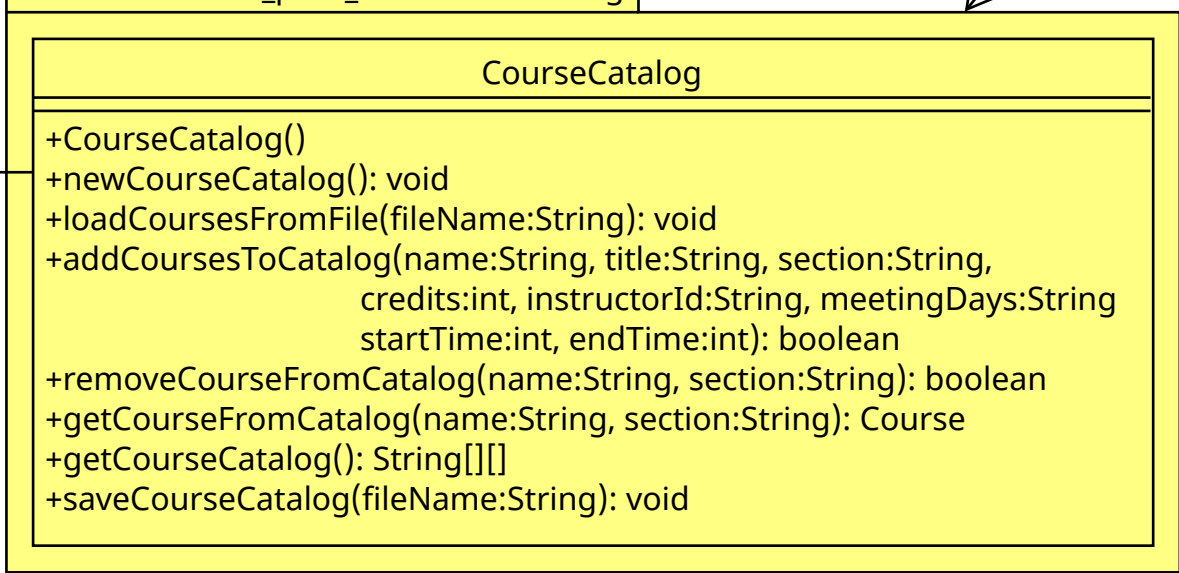 CourseCatalog
+CourseCatalog()
+newCourseCatalog(): void
+loadCoursesFromFile(fileName:String): void
+addCoursesToCatalog(name:String, title:String, section:String,
credits:int, instructorId:String, meetingDays:String
startTime:int, endTime:int): boolean
+removeCourseFromCatalog(name:String, section:String): boolean
+getCourseFromCatalog(name:String, section:String): Course
+getCourseCatalog(): String[][]
+saveCourseCatalog(fileName:String): void